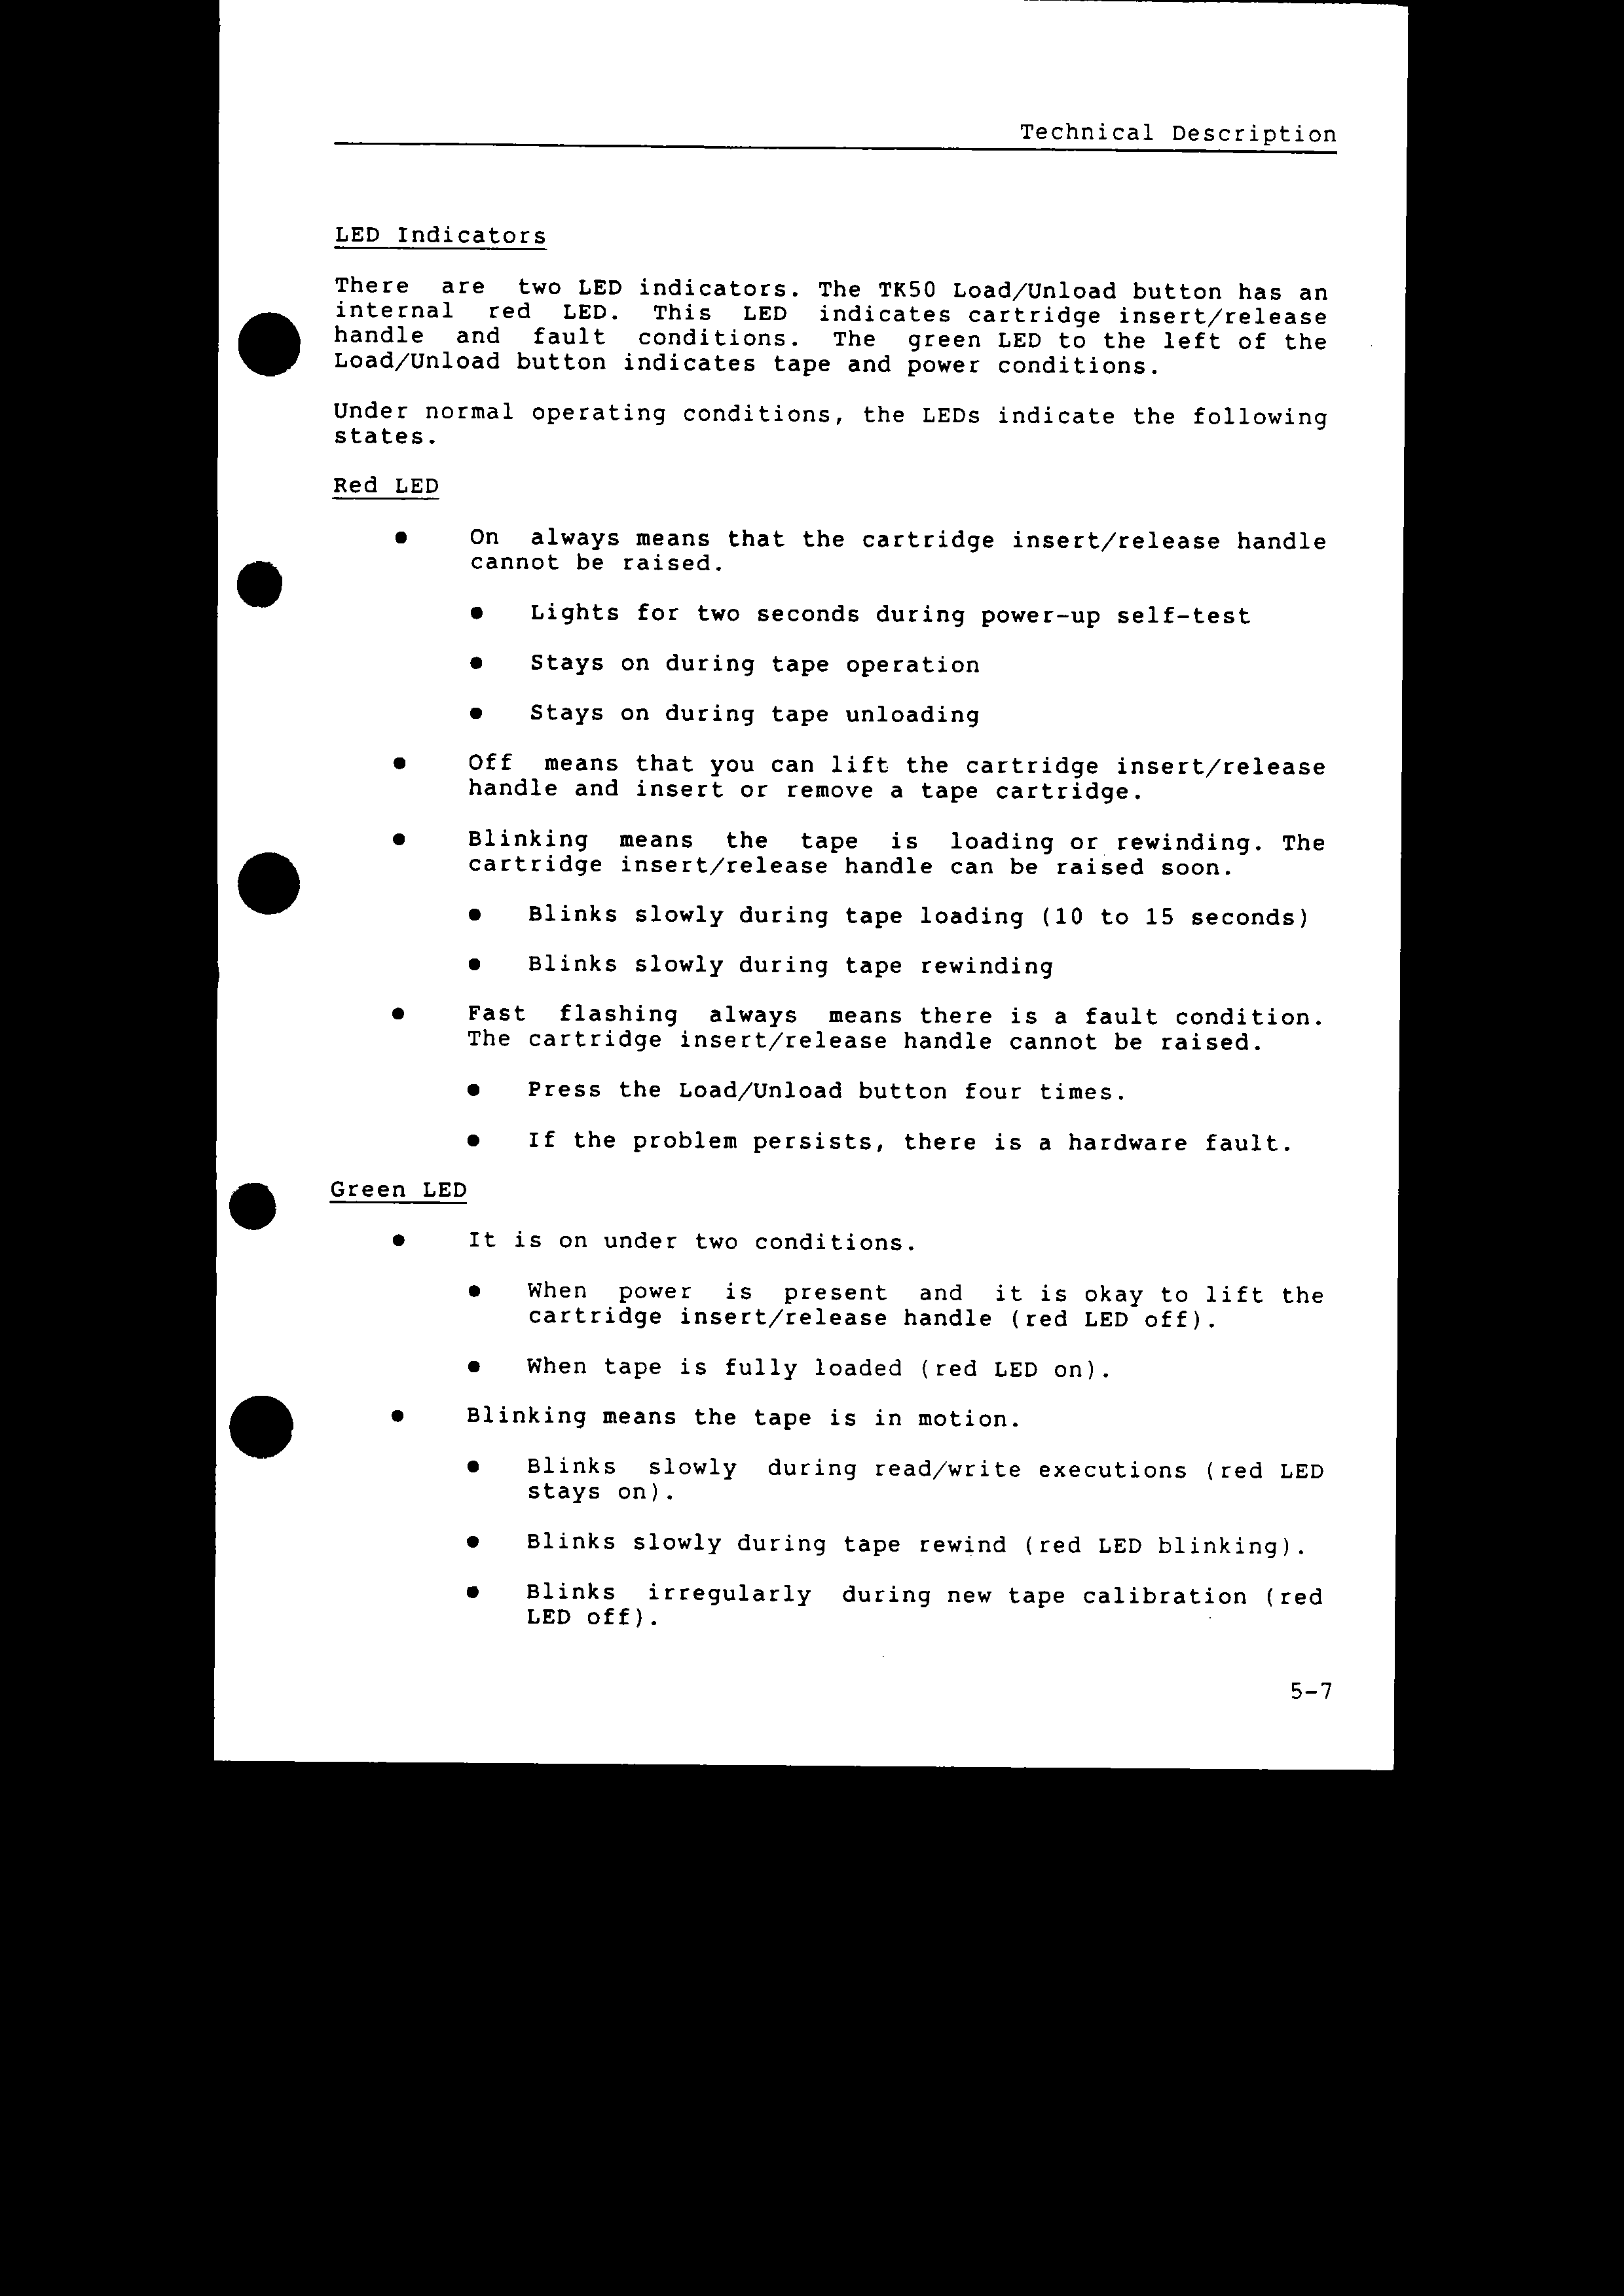 Technical Description
LED Indicators
There are two LED indicators. The TK50 Load/Unload button has an
internal red LED. This LED indicates cartridge insert/release
handle and fault conditions. The green LED to the left of the
Load/Unload button indicates tape and power conditions.
Under normal operating conditions, the LEDs indicate the following
states.
Red LED
● On always means that the cartridge insert/release handle
cannot be raised.
● Lights for two seconds during power-up self-test
● Stays on during tape operation
● Stays on during tape unloading
● Off means that you can lift the cartridge insert/release
handle and insert or remove a tape cartridge.
● Blinking means the tape is loading or rewinding. The
cartridge insert/release handle can be raised soon.
● Blinks slowly during tape loading (10 to 15 seconds)
● Blinks slowly during tape rewinding
● Fast flashing always means there is a fault condition.
The cartridge insert/release handle cannot be raised.
● Press the Load/Unload button four times.
● If the problem persists, there is a hardware fault.
Green LED
● It is on under two conditions.
● When power is present and it is okay to lift the
cartridge insert/release handle (red LED off).
● When tape is fully loaded (red LED on).
● Blinking means the tape is in motion.
● Blinks slowly during read/write executions (red LED
stays on).
● Blinks slowly during tape rewind (red LED blinking).
● Blinks irregularly during new tape calibration (red
LED off).
5-7